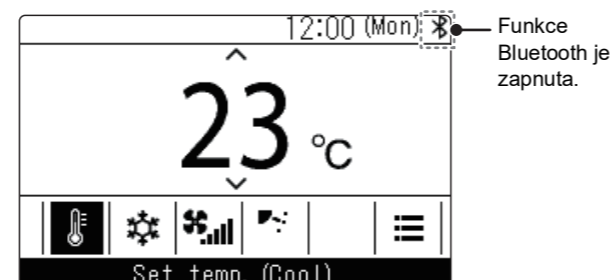 12:00 (Mon)
Funkce
Bluetooth je
zapnuta.
23 °C
Set temp. (Cool)